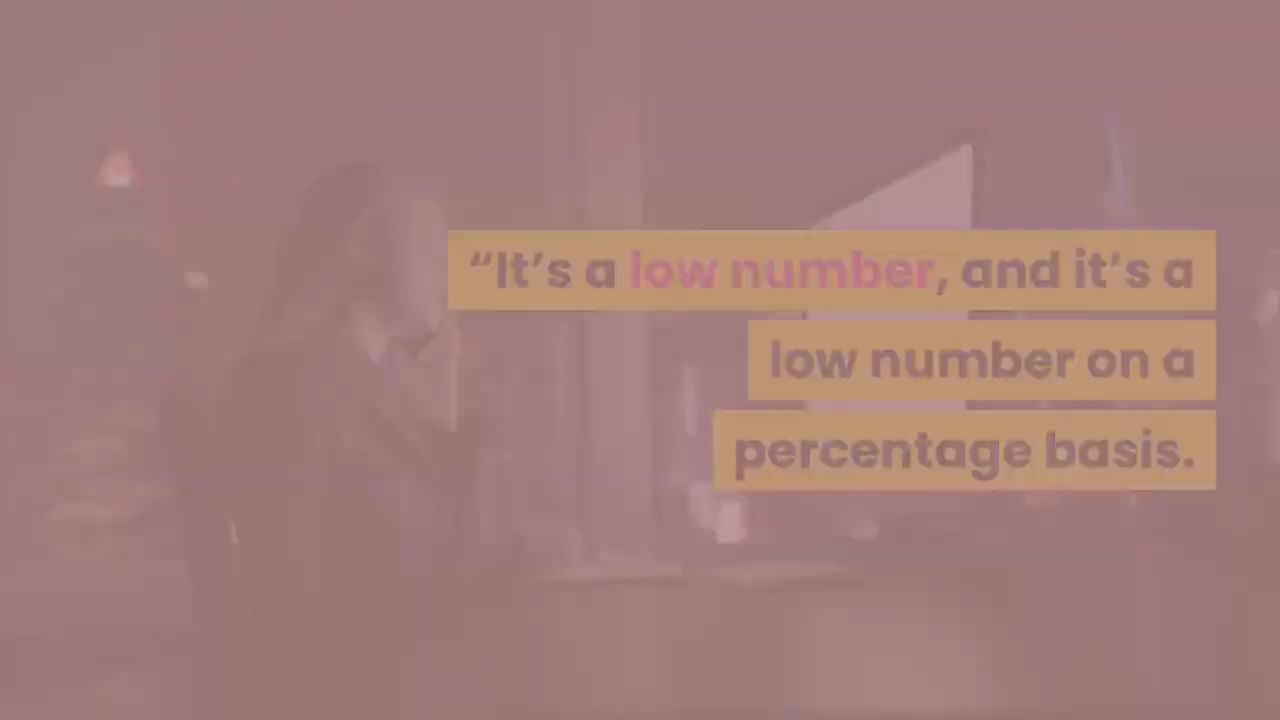 “It’s a low number, and it’s a
low number on a
percentage basis.